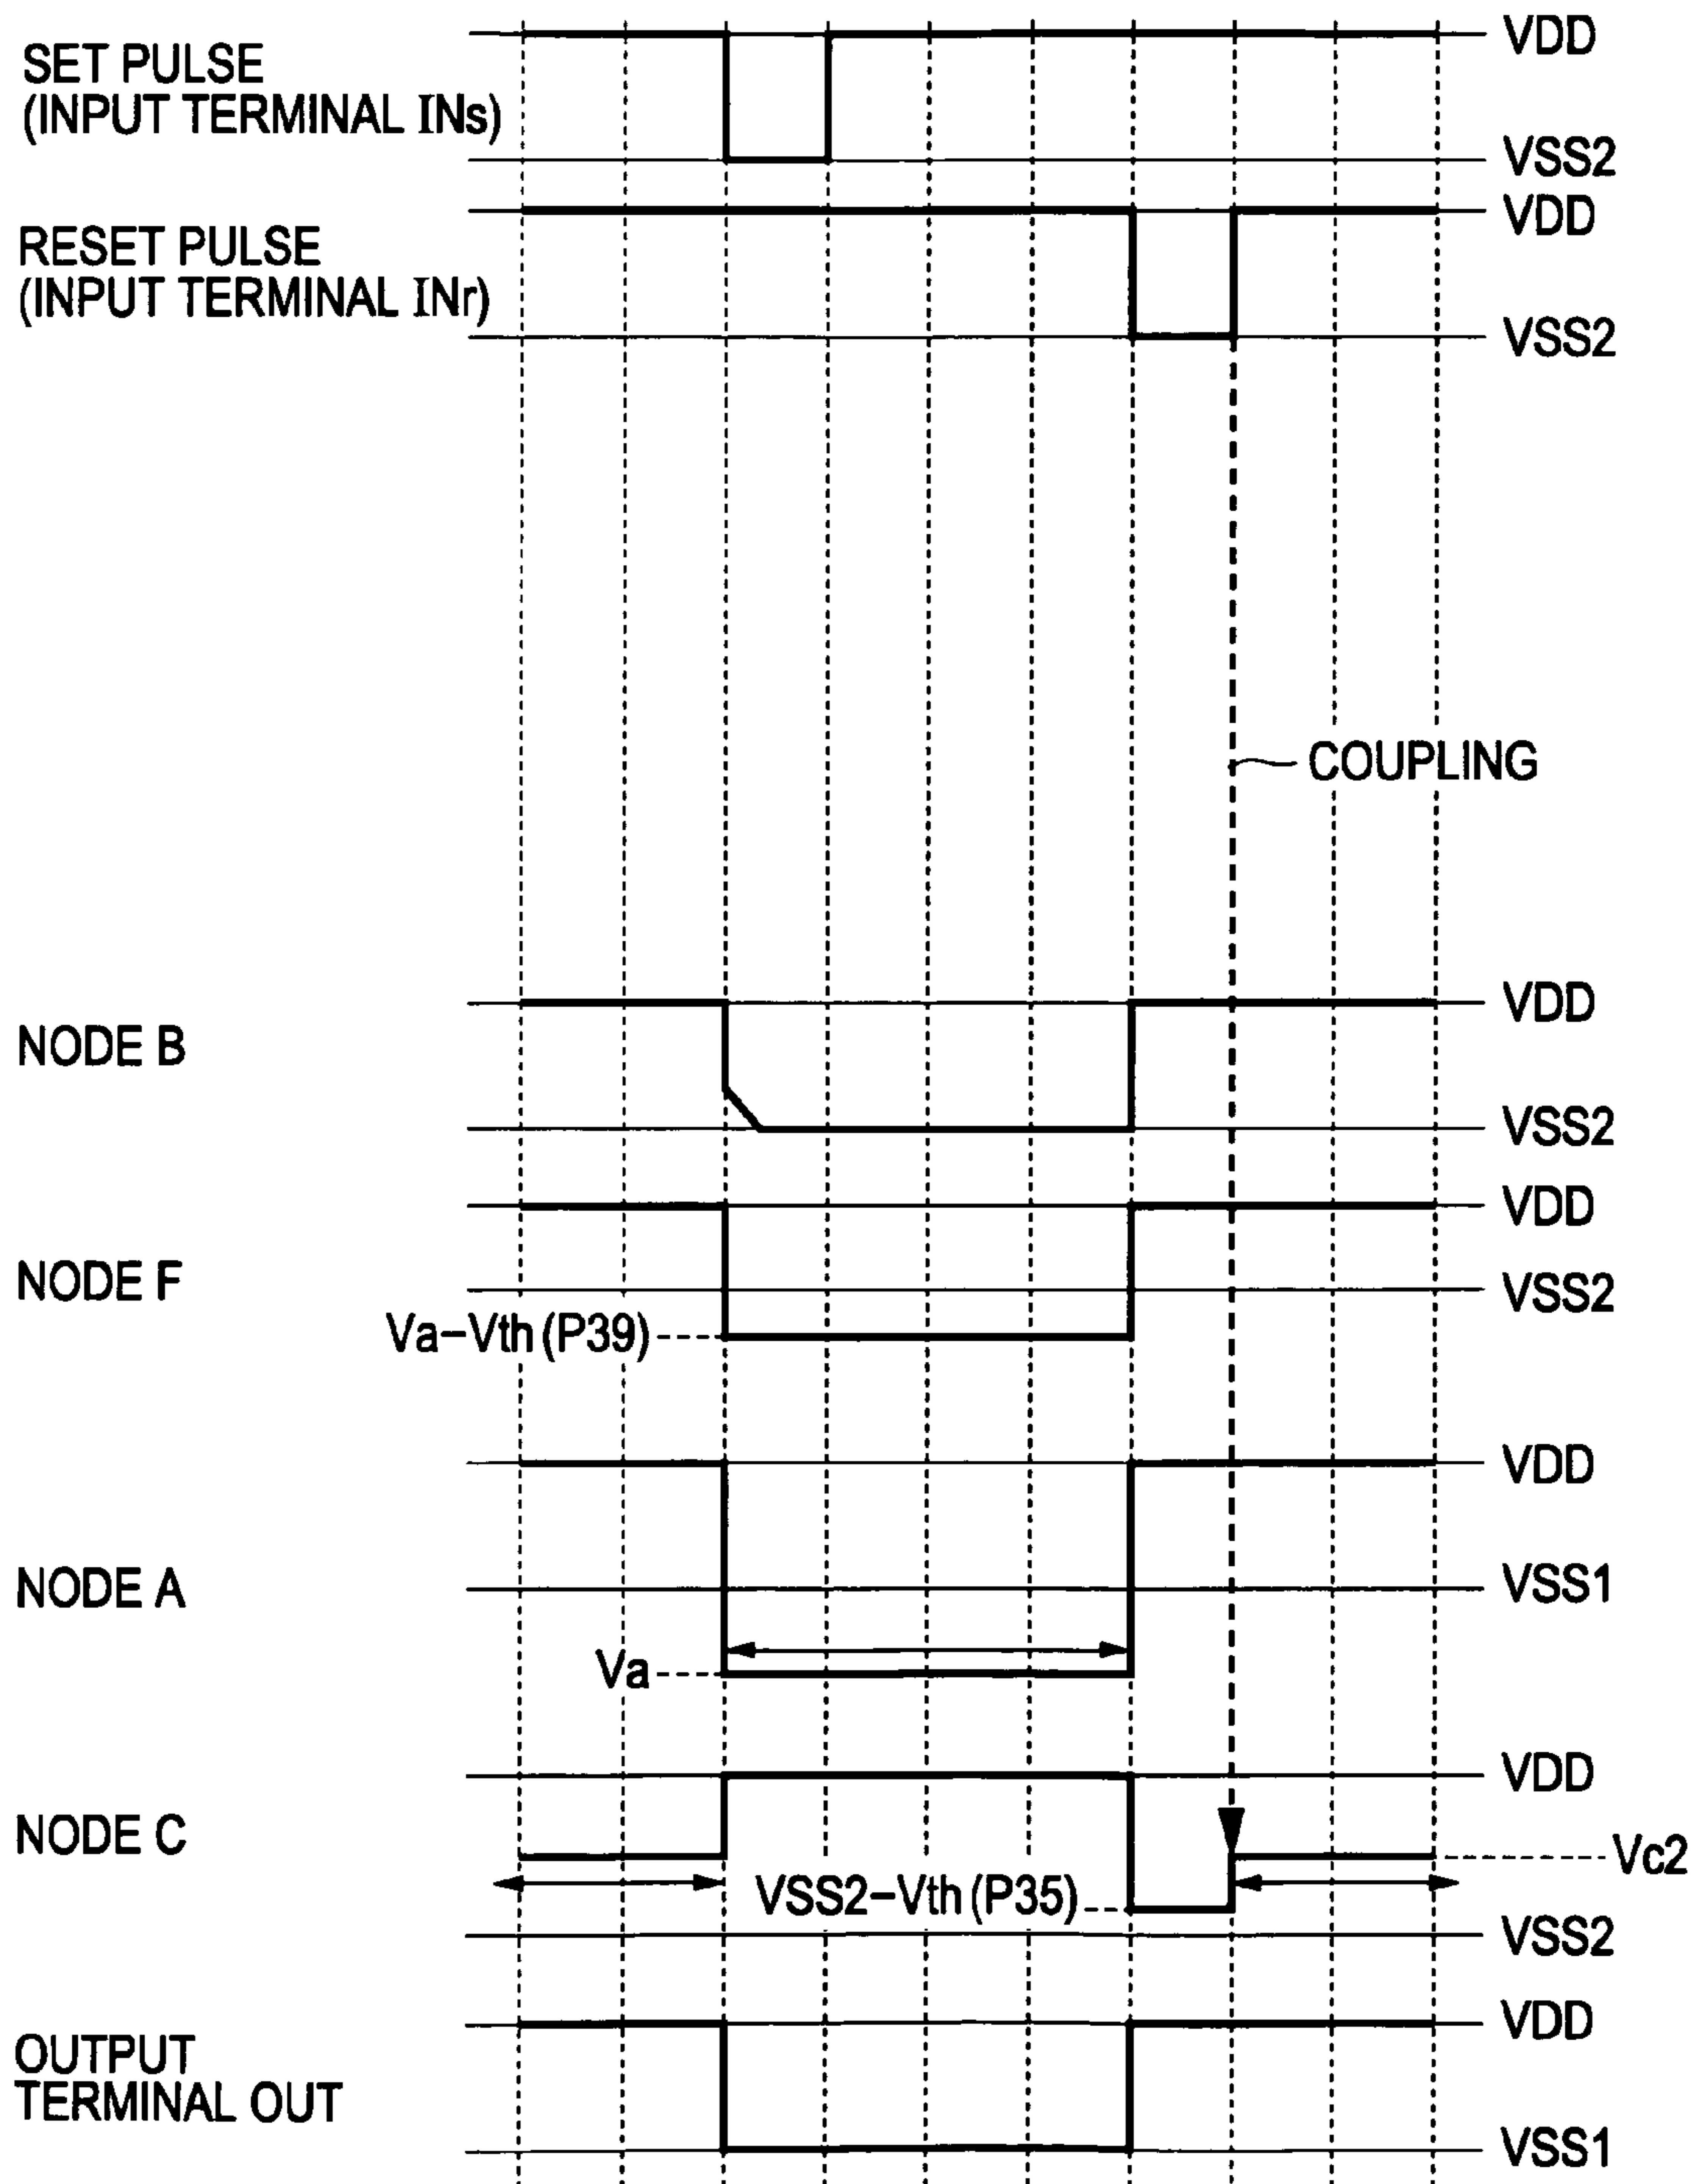 VDD
SET PULSE
(INPUT TERMINAL INs)
VSS2
VDD
RESET PULSE
(INPUT TERMINAL INr)
VSS2
COUPLING
VDD
NODE B
VSS2
VDD
NODE F
VSS2
Va-Vth (P39)
VDD
NODE A
VSS1
Va
VDD
NODE C
Vc2
VSS2-Vth (P35)
VSS2
VDD
OUTPUT
TERMINAL OUT
VSS1